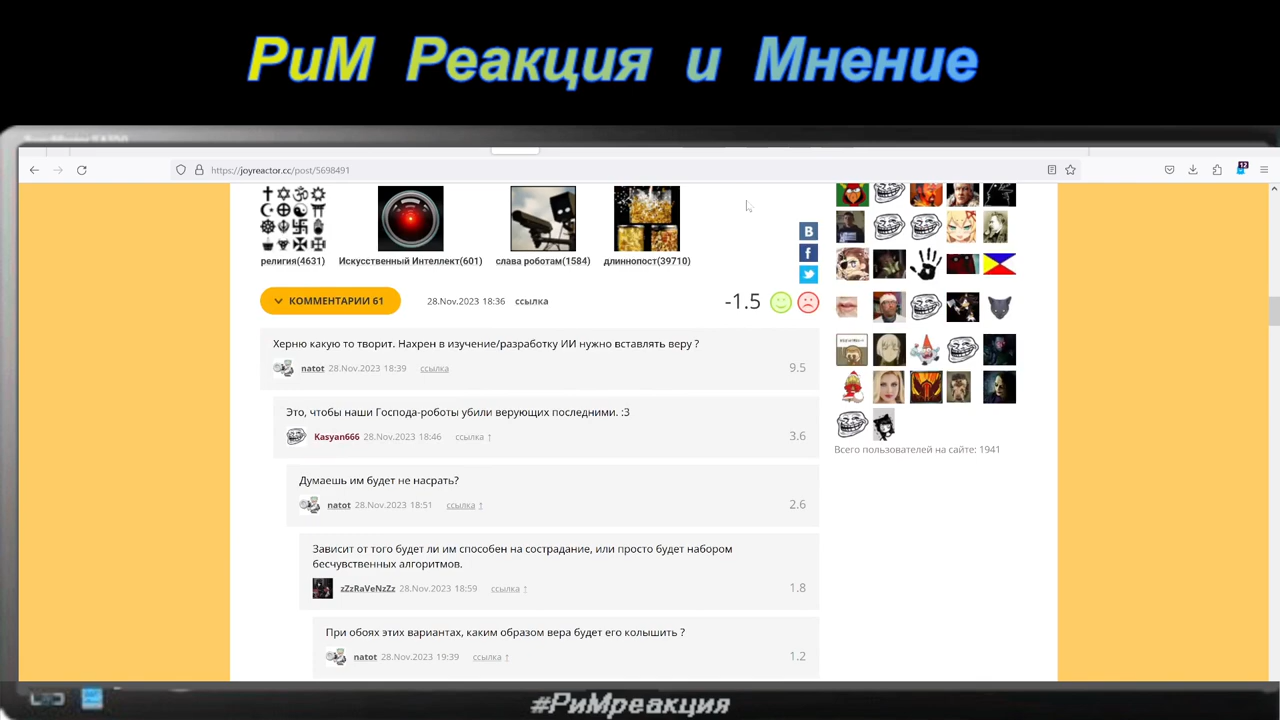 РиМ Реакция и Мнение
https://joyreactor.cc/post/5698491
12
религия(4631)
Искусственный Интеллект(601)
слава роботам(1584)
длиннопост(39710)
КОММЕНТАРИИ 61
28.Nov.2023 18:36
ссылка
-1.5
Херню какую то творит. Нахрен в изучение/разработку ИИ нужно вставлять веру ?
natot 28.Nov.2023 18:39 ссылка
9.5
Это, чтобы наши Господа-роботы убили верующих последними. :3
Kasyan666 28.Nov.2023 18:46 ссылка ↑
3.6
Думаешь им будет не насрать?
natot 28.Nov.2023 18:51 ссылка ↑
2.6
Зависит от того будет ли им способен на сострадание, или просто будет набором
бесчувственных алгоритмов.
zZzRaVeNzZz 28.Nov.2023 18:59 ссылка ↑
1.8
При обоях этих вариантах, каким образом вера будет его колышить ?
natot 28.Nov.2023 19:39 ссылка ↑
1.2
Всего пользователей на сайте: 1941
#РиМреакция